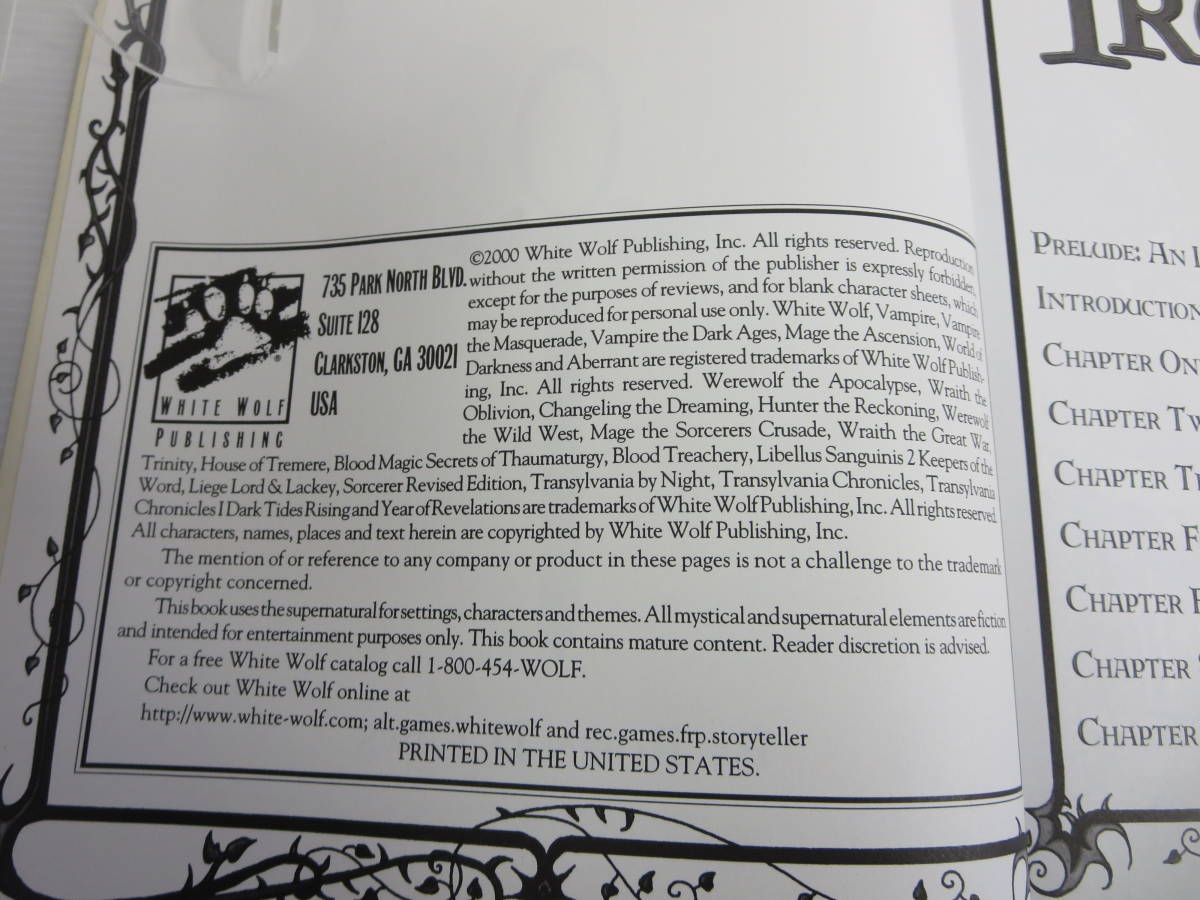 WHITE WOLF
PUBLISHING
735 PARK NORTH BLVD.
SUITE 128
CLARKSTON, GA 30021
USA
©2000 White Wolf Publishing, Inc. All rights reserved. Reproduction
without the written permission of the publisher is expressly forbidden,
except for the purposes of reviews, and for blank character sheets, which
may be reproduced for personal use only. White Wolf, Vampire, Vampire
the Masquerade, Vampire the Dark Ages, Mage the Ascension, World of
Darkness and Aberrant are registered trademarks of White Wolf Publish-
ing, Inc. All rights reserved. Werewolf the Apocalypse, Wraith the
Oblivion, Changeling the Dreaming, Hunter the Reckoning, Werewolf
the Wild West, Mage the Sorcerers Crusade, Wraith the Great War,
Trinity, House of Tremere, Blood Magic Secrets of Thaumaturgy, Blood Treachery, Libellus Sanguinis 2 Keepers of the
Word, Liege Lord & Lackey, Sorcerer Revised Edition, Transylvania by Night, Transylvania Chronicles, Transylvania
Chronicles I Dark Tides Rising and Year of Revelations are trademarks of White Wolf Publishing, Inc. All rights reserved.
All characters, names, places and text herein are copyrighted by White Wolf Publishing, Inc.
The mention of or reference to any company or product in these pages is not a challenge to the trademark
or copyright concerned.
This book uses the supernatural for settings, characters and themes. All mystical and supernatural elements are fiction
and intended for entertainment purposes only. This book contains mature content. Reader discretion is advised.
For a free White Wolf catalog call 1-800-454-WOLF.
Check out White Wolf online at
http://www.white-wolf.com; alt.games.whitewolf and rec.games.frp.storyteller
PRINTED IN THE UNITED STATES.
PRELUDE: AN
INTRODUCTION
CHAPTER
CHAPTER
CHAPTER
CHAPTER
CHAPTER
CHAPTER
CHAPTER